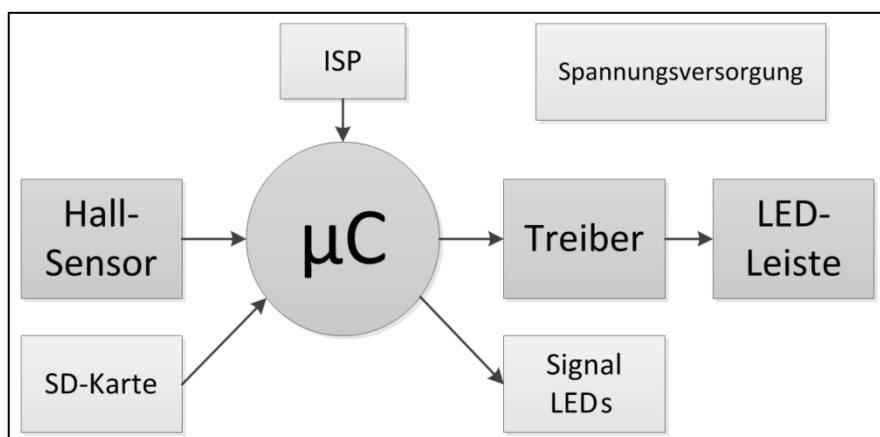 ISP
Spannungsversorgung
Hall-
Sensor
µC
Treiber
LED-
Leiste
SD-Karte
Signal
LEDs